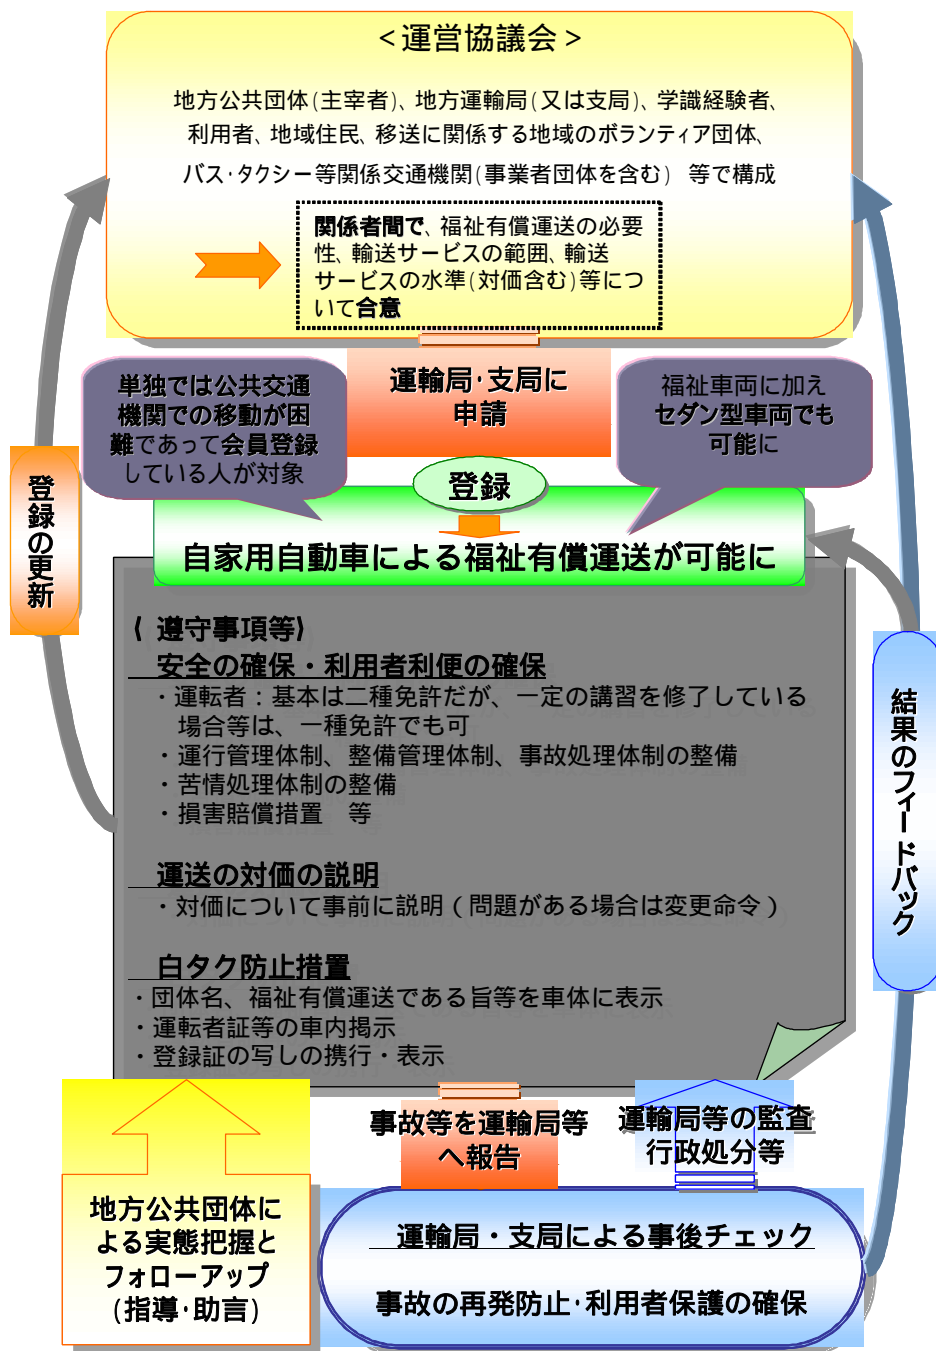 ＜運営協議会＞
地方公共団体(主宰者)、地方運輸局(又は支局)、学識経験者、
利用者、地域住民、移送に関係する地域のボランティア団体、
バス・タクシー等関係交通機関(事業者団体を含む) 等で構成
関係者間で、福祉有償運送の必要
性、輸送サービスの範囲、輸送
サービスの水準(対価含む)等につ
いて合意
運輸局・支局に
申請
単独では公共交通
機関での移動が困
難であって会員登録
している人が対象
福祉車両に加え
セダン型車両でも
可能に
登録
自家用自動車による福祉有償運送が可能に
登録の更新
結果のフィードバック
(遵守事項等)
安全の確保・利用者利便の確保
・運転者：基本は二種免許だが、一定の講習を修了している
場合等は、一種免許でも可
・運行管理体制、整備管理体制、事故処理体制の整備
・苦情処理体制の整備
・損害賠償措置　等
運送の対価の説明
・対価について事前に説明（問題がある場合は変更命令）
白タク防止措置
・団体名、福祉有償運送である旨等を車体に表示
・運転者証等の車内掲示
・登録証の写しの携行・表示
事故等を運輸局等
へ報告
運輸局等の監査
行政処分等
地方公共団体に
よる実態把握と
フォローアップ
(指導・助言)
運輸局・支局による事後チェック
事故の再発防止・利用者保護の確保